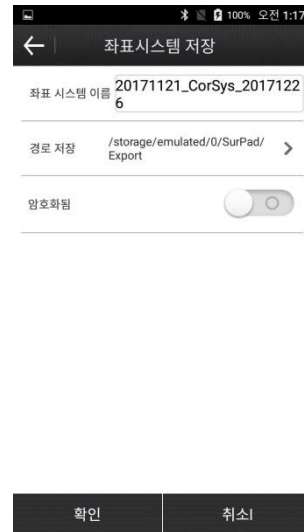 100% 오전 1:17
좌표시스템 저장
좌표 시스템 이름 20171121_CorSys_2017122
6
경로 저장 /storage/emulated/0/SurPad/
Export
암호화됨
확인 취소I